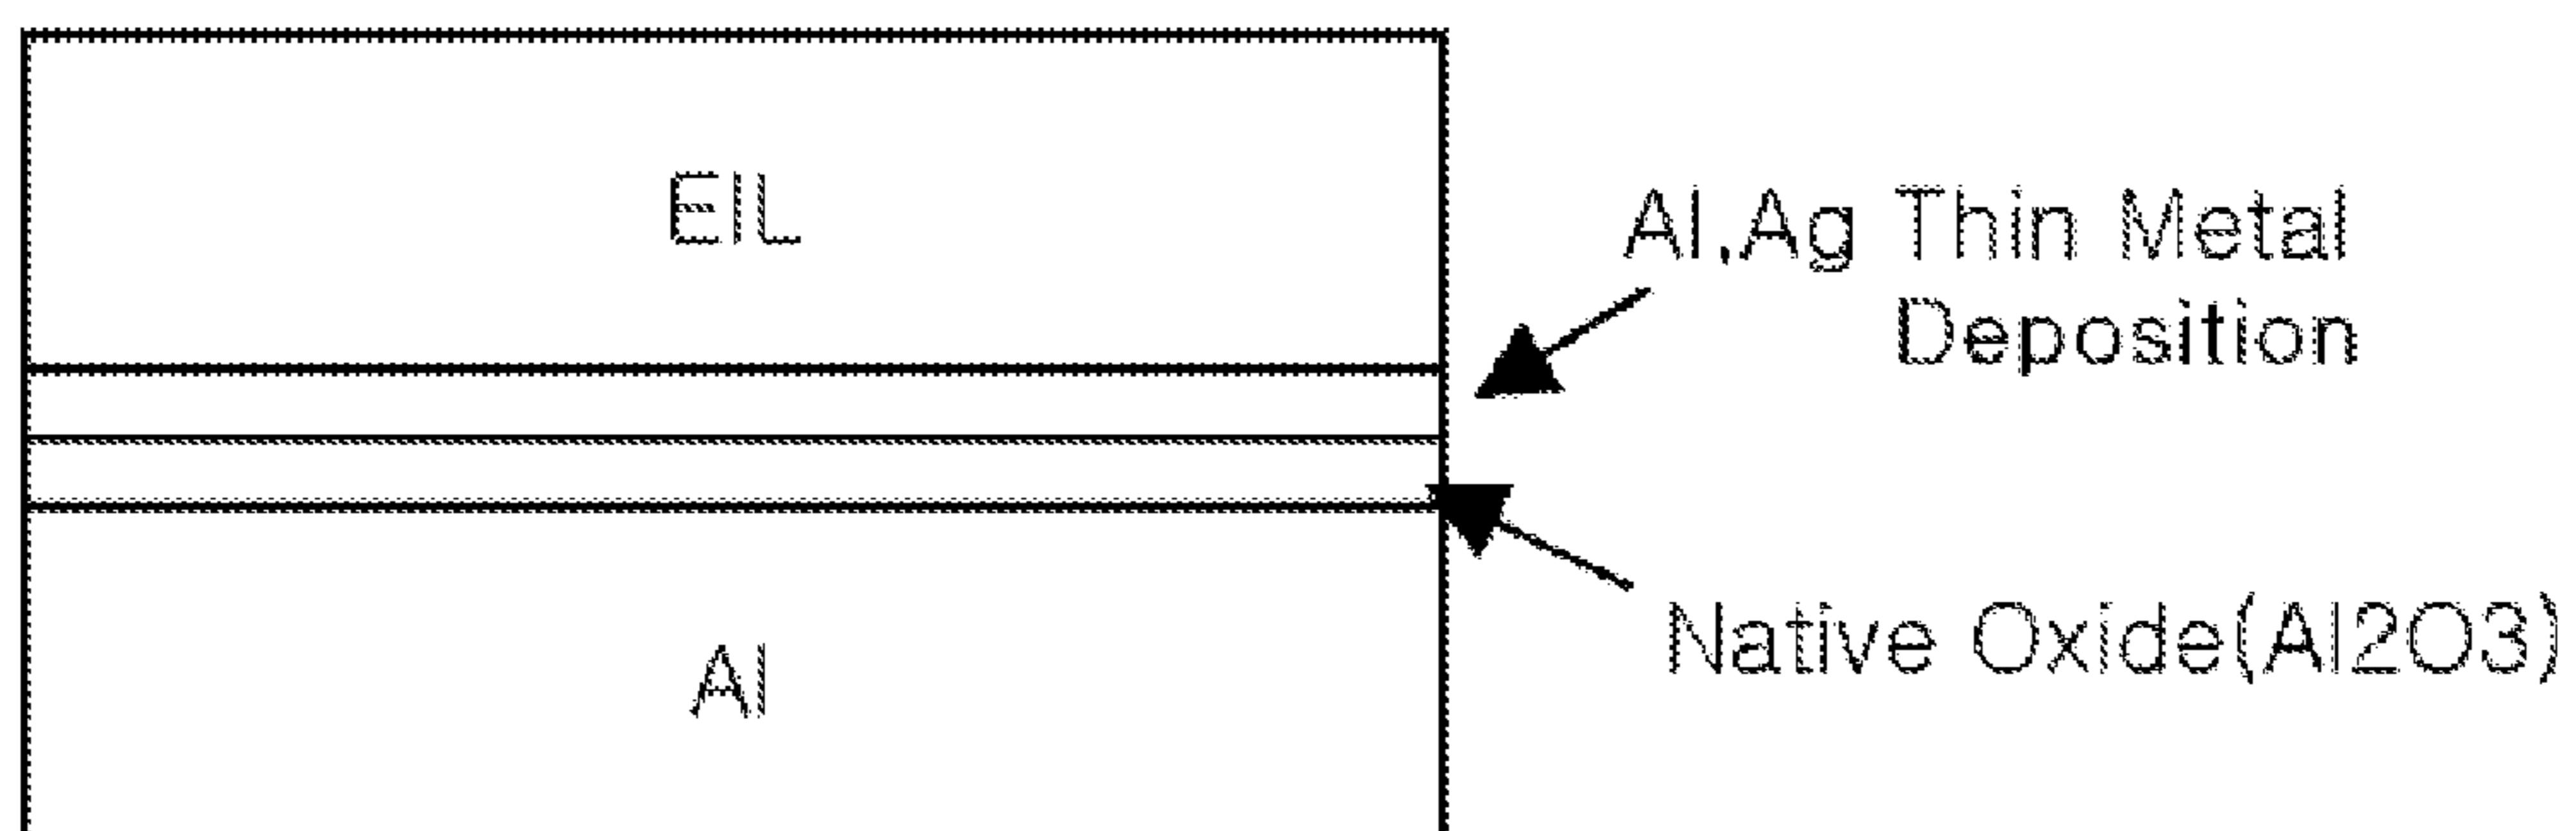 EIL
Al,Ag Thin Metal
Deposition
Native Oxide(Al2O3)
Al